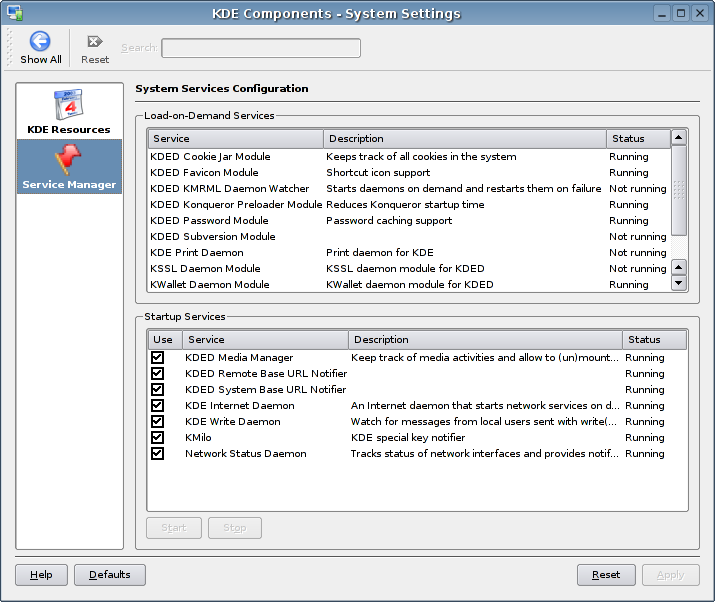 KDE Components - System Settings
Show All
Reset
Search:
KDE Resources
Service Manager
System Services Configuration
Load-on-Demand Services
Service Description Status
KDED Cookie Jar Module Keeps track of all cookies in the system Running
KDED Favicon Module Shortcut icon support Running
KDED KMRML Daemon Watcher Starts daemons on demand and restarts them on failure Not running
KDED Konqueror Preloader Module Reduces Konqueror startup time Running
KDED Password Module Password caching support Running
KDED Subversion Module Not running
KDE Print Daemon Print daemon for KDE Not running
KSSL Daemon Module KSSL daemon module for KDED Not running
KWallet Daemon Module KWallet daemon module for KDED Running
Startup Services
Use Service Description Status
KDED Media Manager Keep track of media activities and allow to (un)mount... Running
KDED Remote Base URL Notifier Running
KDED System Base URL Notifier Running
KDE Internet Daemon An Internet daemon that starts network services on d... Running
KDE Write Daemon Watch for messages from local users sent with write(... Running
KMilo KDE special key notifier Running
Network Status Daemon Tracks status of network interfaces and provides notif... Running
Start Stop
Help Defaults Reset Apply